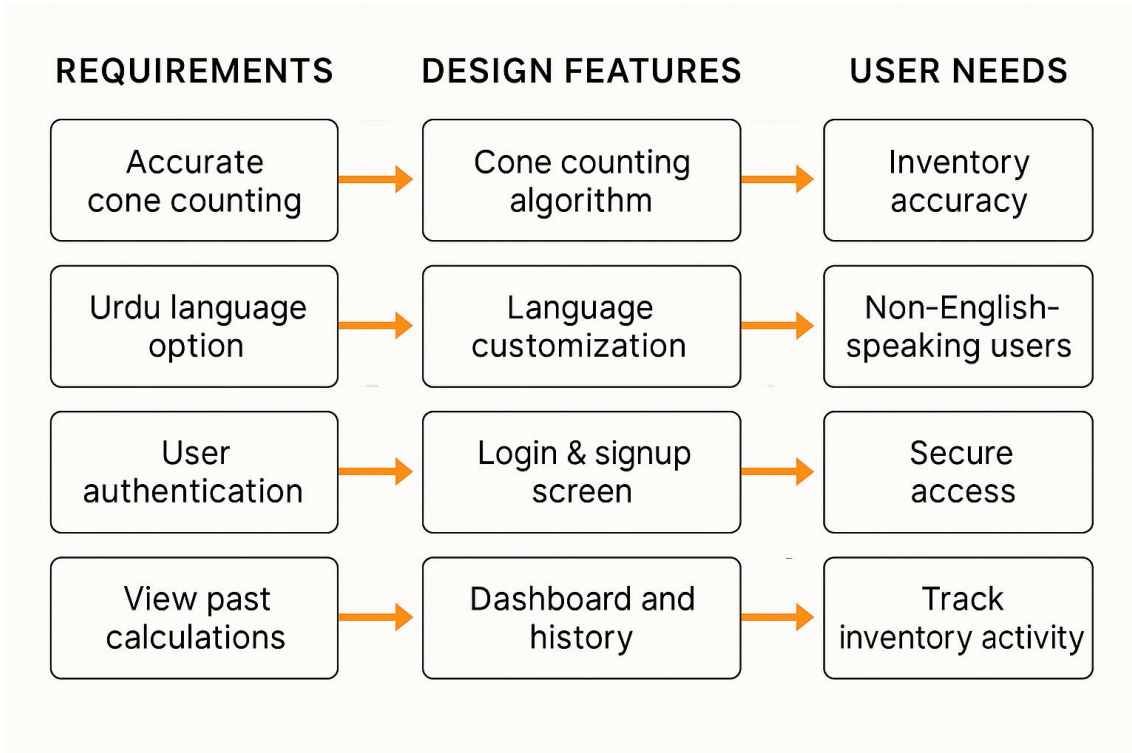 REQUIREMENTS
DESIGN FEATURES
USER NEEDS
Accurate
cone counting
Cone counting
algorithm
Inventory
accuracy
Urdu language
option
Language
customization
Non-English-
speaking users
User
authentication
Login & signup
screen
Secure
access
View past
calculations
Dashboard and
history
Track
inventory activity